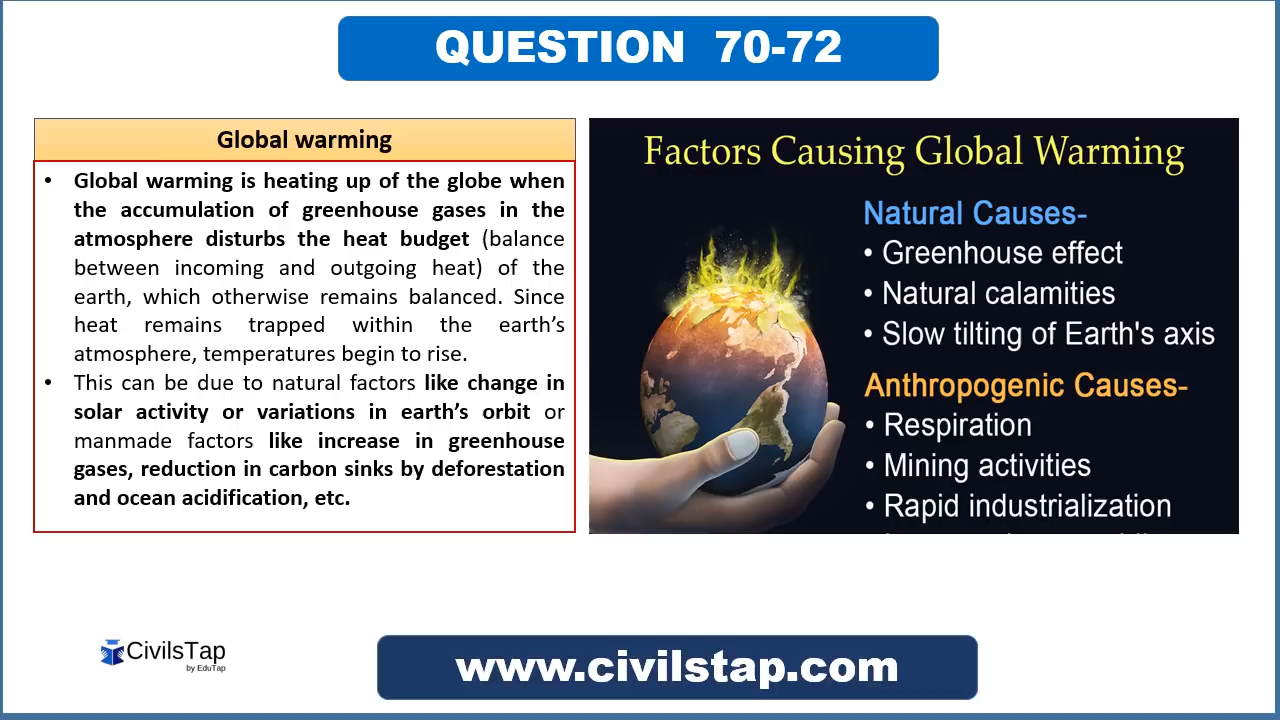 QUESTION 70-72
Global warming
• Global warming is heating up of the globe when
the accumulation of greenhouse gases in the
atmosphere disturbs the heat budget (balance
between incoming and outgoing heat) of the
earth, which otherwise remains balanced. Since
heat remains trapped within the earth's
atmosphere, temperatures begin to rise.
• This can be due to natural factors like change in
solar activity or variations in earth's orbit or
manmade factors like increase in greenhouse
gases, reduction in carbon sinks by deforestation
and ocean acidification, etc.
Factors Causing Global Warming
Natural Causes-
• Greenhouse effect
• Natural calamities
• Slow tilting of Earth's axis
Anthropogenic Causes-
• Respiration
• Mining activities
• Rapid industrialization
CivilsTap
by EduTap
www.civilstap.com